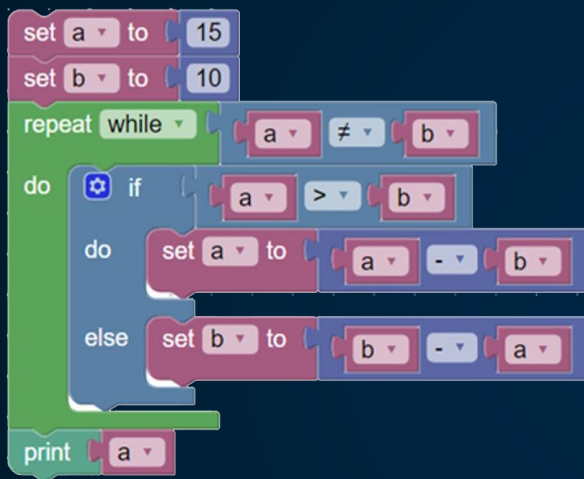 set a to 15
set b to 10
repeat while a ≠ b
do if a > b
do set a to a - b
else set b to b - a
print a